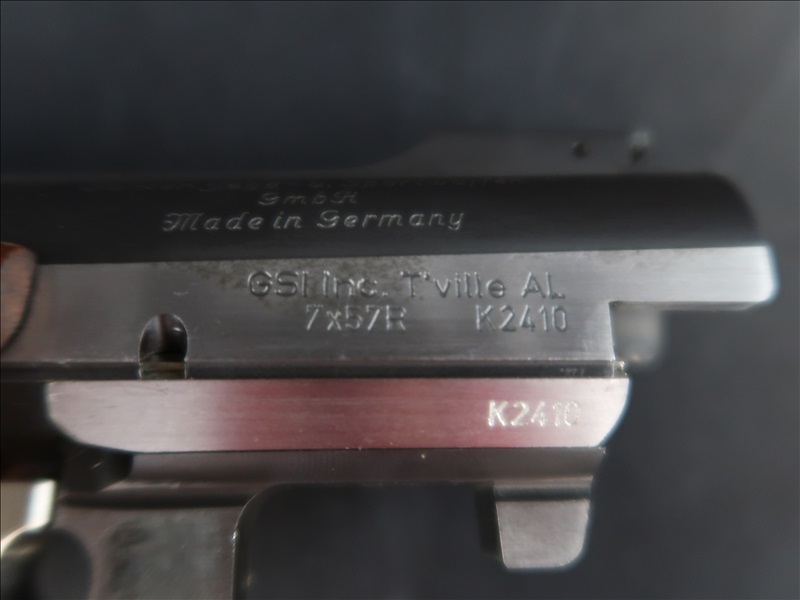 GmbH
Made in Germany
GSI Inc. T'ville AL
7x57R K2410
K2410